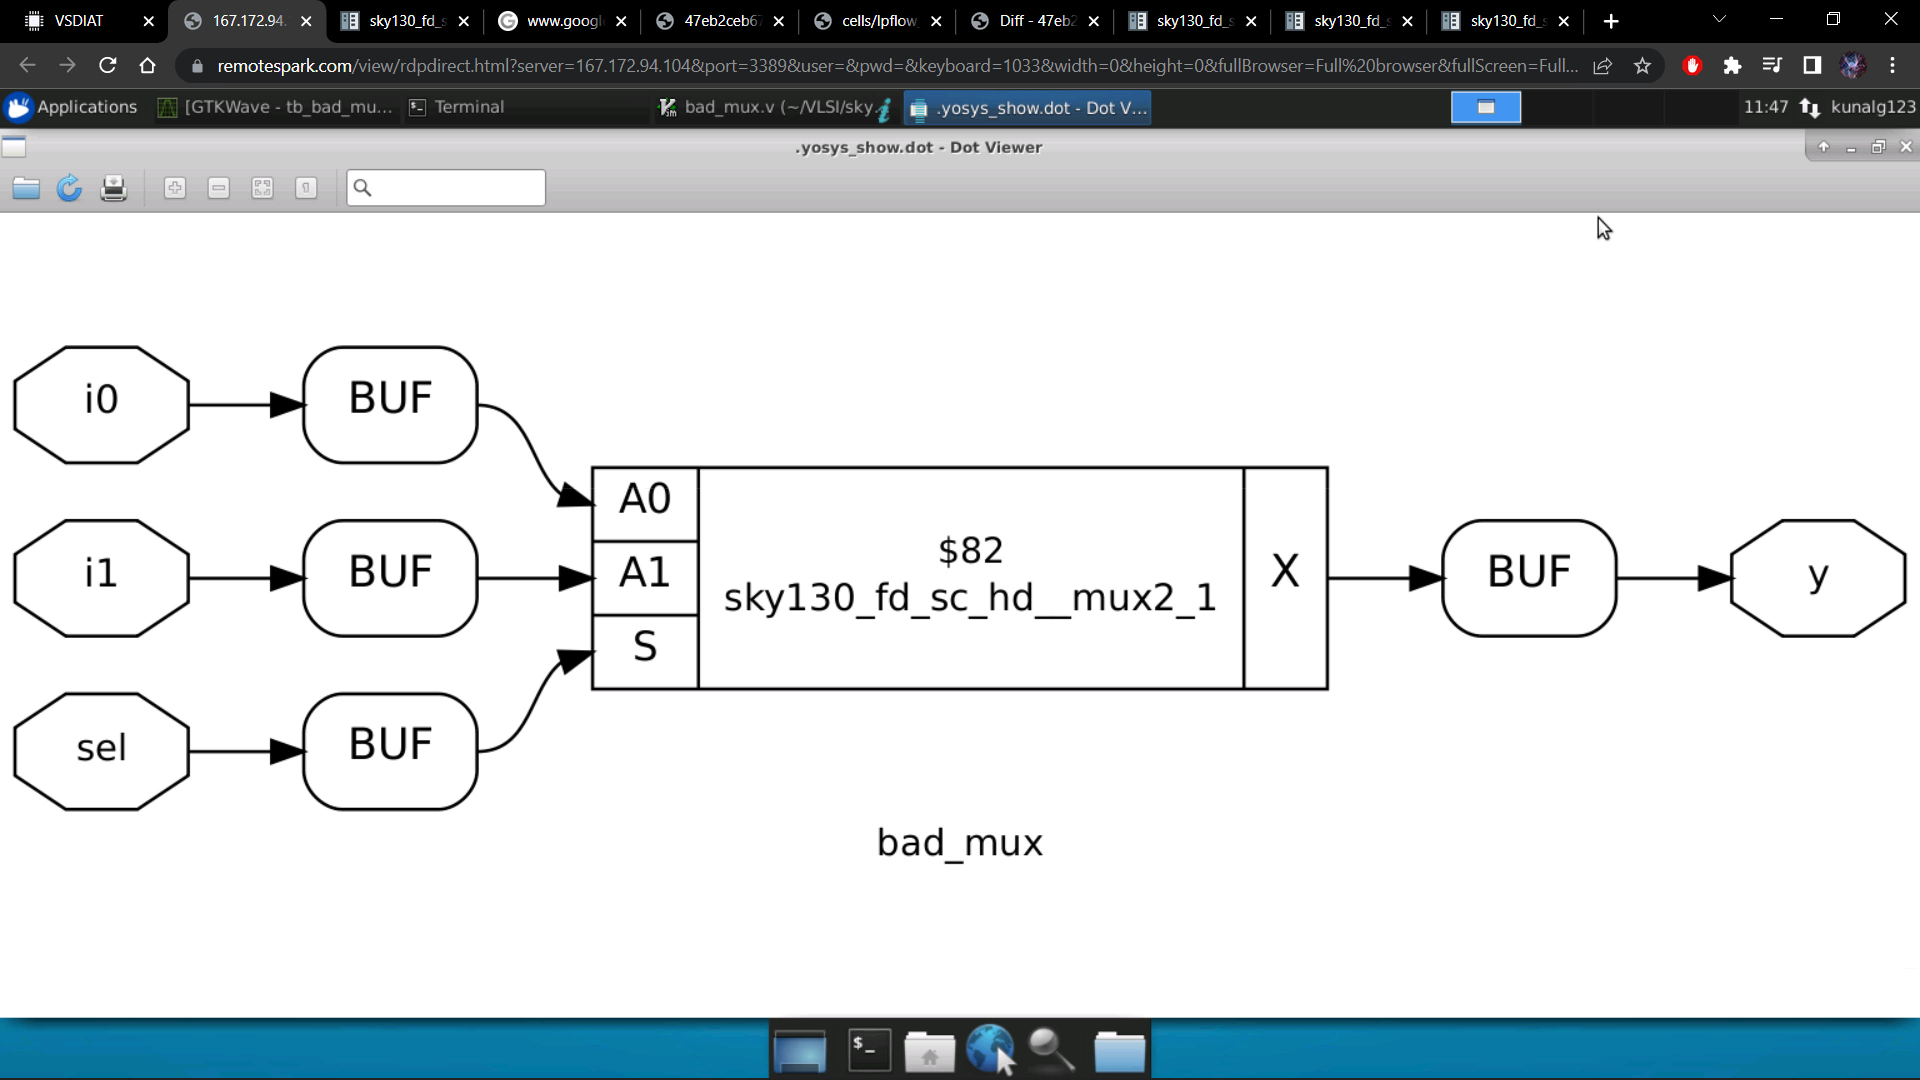 VSDIAT
167.172.94.
sky130_fd_s
www.googl
47eb2ceb67
cells/lpflow
Diff - 47eb2
sky130_fd_s
sky130_fd_s
sky130_fd_s
remotespark.com/view/rdpdirect.html?server=167.172.94.104&port=3389&user=&pwd=&keyboard=1033&width=0&height=0&fullBrowser=Full%20browser&fullScreen=Full...
Applications
[GTKWave - tb_bad_mu...
Terminal
bad_mux.v (~/VLSI/sky.
.yosys_show.dot - Dot V...
11:47
kunalg123
.yosys_show.dot - Dot Viewer
i0
BUF
A0
i1
BUF
A1
$82
sky130_fd_sc_hd__mux2_1
X
BUF
y
sel
BUF
S
bad_mux
$_